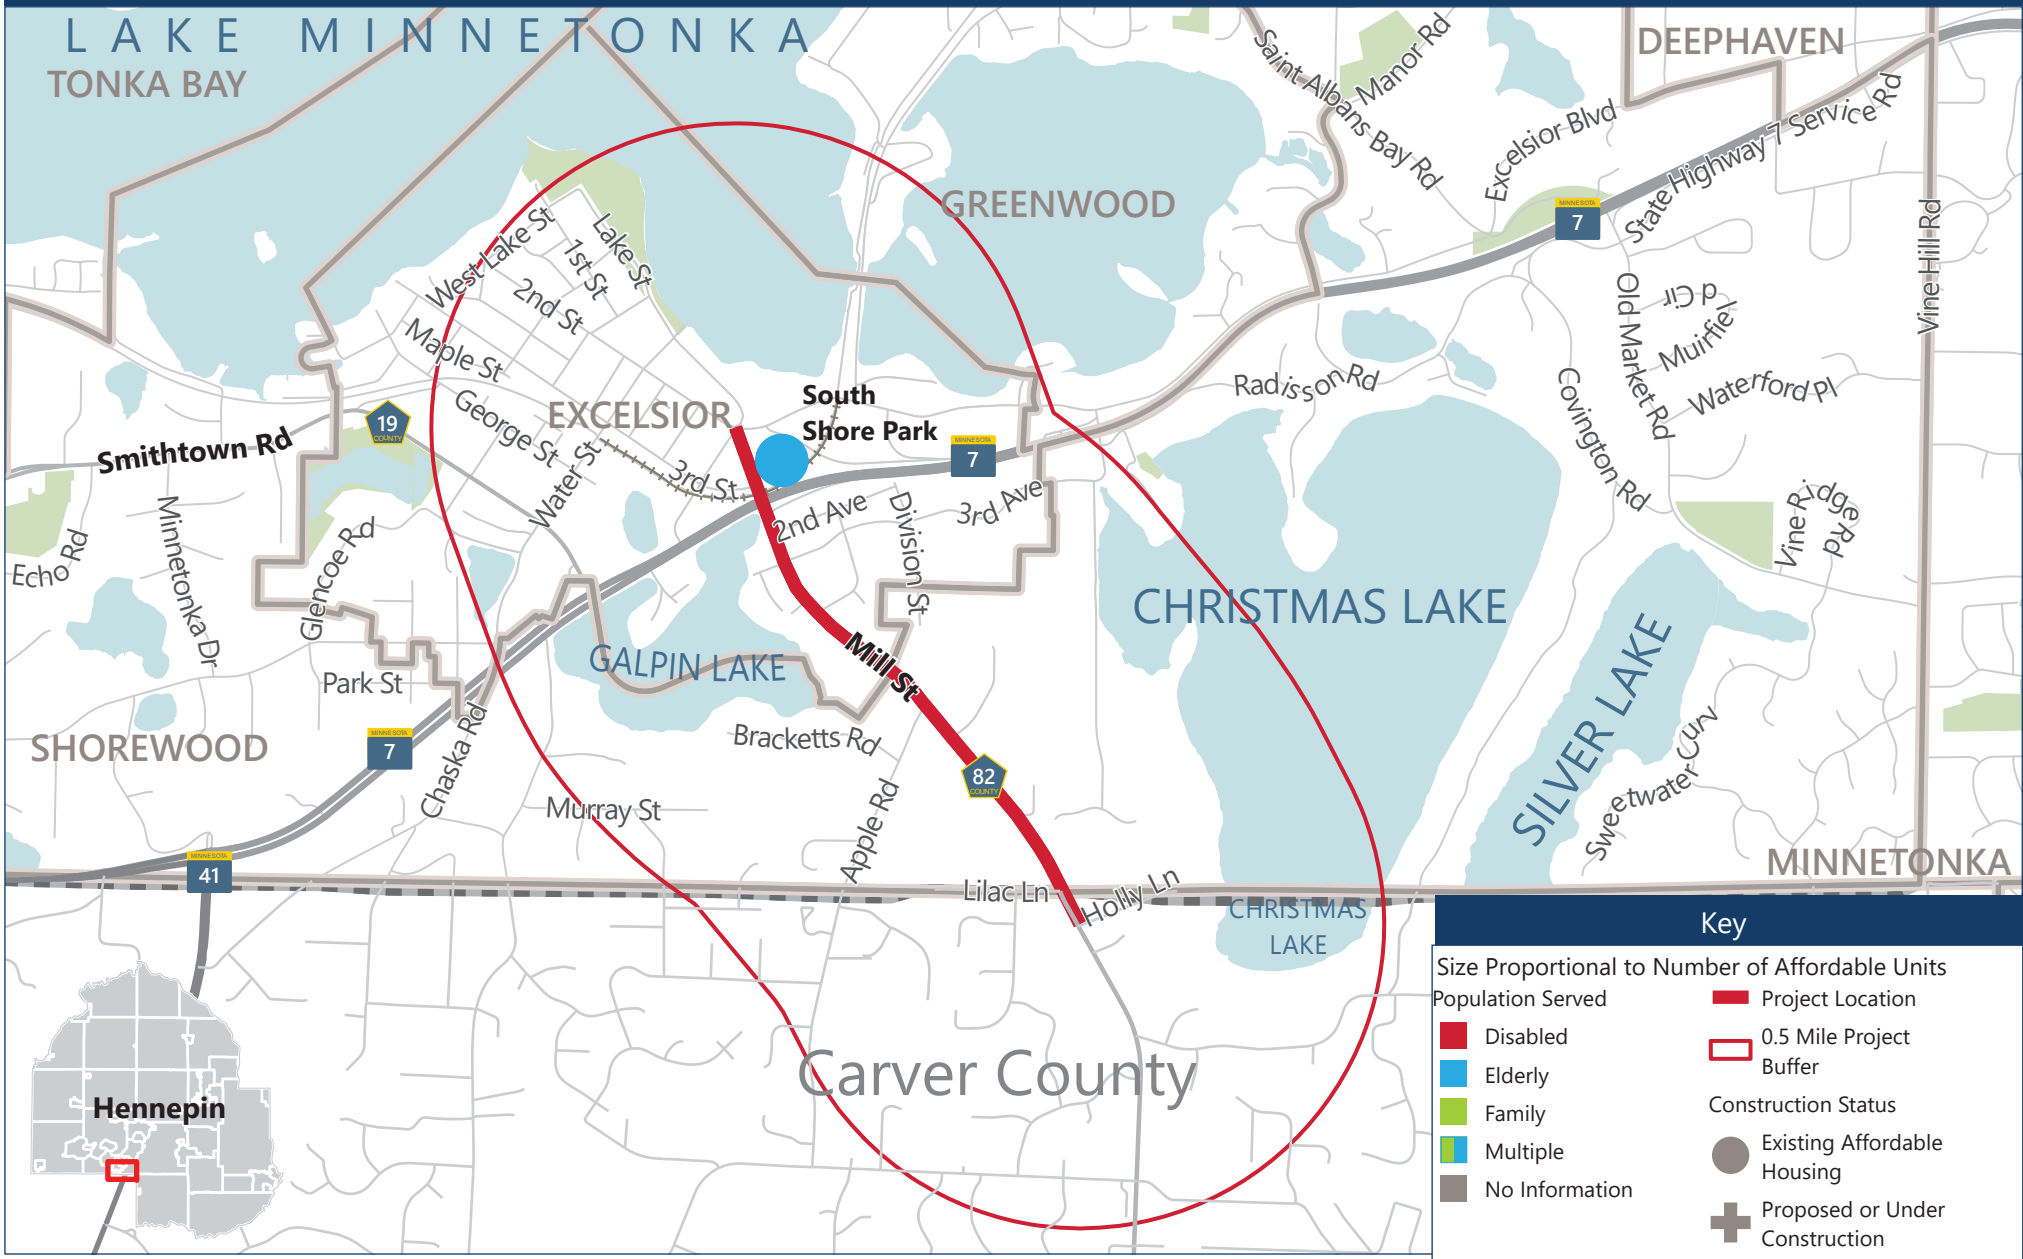 LAKE MINNETONKA
TONKA BAY
DEEPHAVEN
Saint Albans Bay Rd
Manor Rd
Excelsior Blvd
State Highway 7 Service Rd
GREENWOOD
MINNESOTA
7
Vine Hill Rd
West Lake St
Lake St
1st St
2nd St
Old Market Rd
Muirfield Cir
Maple St
Radisson Rd
Waterford Pl
Covington Rd
George St
EXCELSIOR
South
Shore Park
19
COUNTY
Smithtown Rd
MINNESOTA
7
3rd St
Water St
2nd Ave
Division St
3rd Ave
Vine Ridge Rd
Echo Rd
Minnetonka Dr
Glencoe Rd
CHRISTMAS LAKE
GALPIN LAKE
Mill St
Park St
SILVER LAKE
SHOREWOOD
MINNESOTA
7
Chaska Rd
Bracketts Rd
Sweetwater Curv
82
COUNTY
Murray St
Apple Rd
MINNETONKA
MINNESOTA
41
Lilac Ln
Holly Ln
CHRISTMAS
LAKE
Carver County
Hennepin
Key
Size Proportional to Number of Affordable Units
Population Served
Disabled
Elderly
Family
Multiple
No Information
Project Location
0.5 Mile Project
Buffer
Construction Status
Existing Affordable
Housing
Proposed or Under
Construction